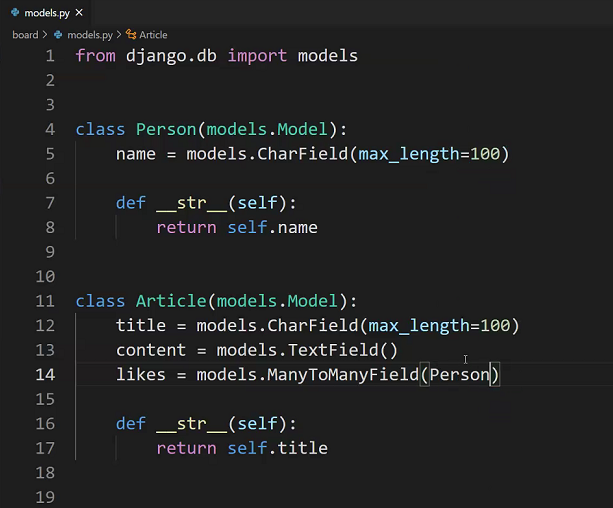 models.py ×
board > models.py > Article
1 from django.db import models
2
3
4 class Person(models.Model):
5     name = models.CharField(max_length=100)
6
7     def __str__(self):
8         return self.name
9
10
11 class Article(models.Model):
12     title = models.CharField(max_length=100)
13     content = models.TextField()
14     likes = models.ManyToManyField(Person)
15
16     def __str__(self):
17         return self.title
18
19